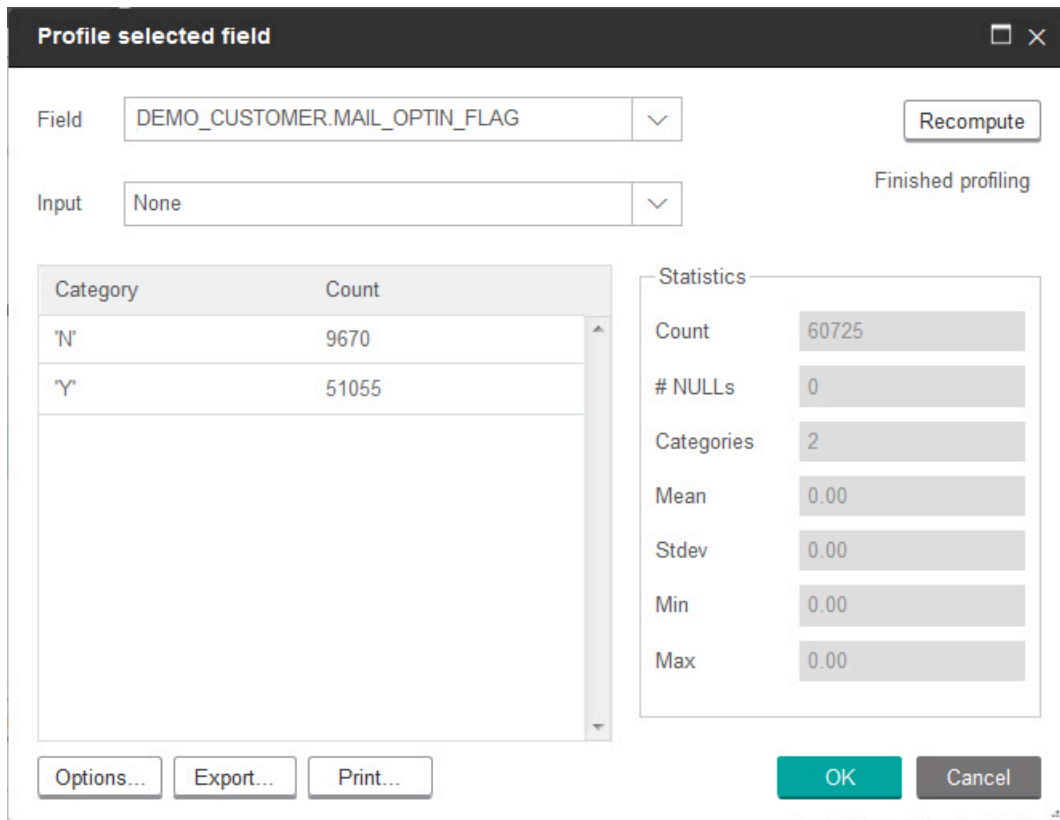 Profile selected field
Field DEMO_CUSTOMER.MAIL_OPTIN_FLAG Recompute
Finished profiling
Input None
Category Count
'N' 9670
'Y' 51055
Statistics
Count 60725
# NULLs 0
Categories 2
Mean 0.00
Stdev 0.00
Min 0.00
Max 0.00
Options... Export... Print... OK Cancel